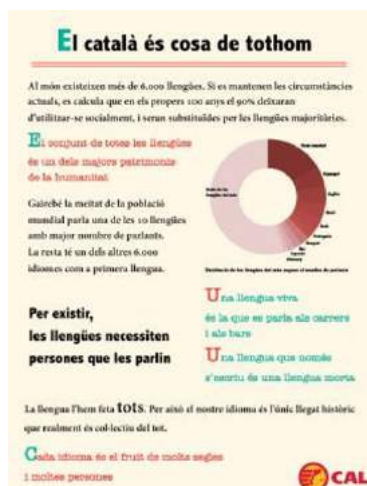 El català és cosa de tothom
Al món existeixen més de 6.000 llengües. Si es mantenen les circumstàncies
actuals, es calcula que en els propers 100 anys el 90% deixaran
d'utilitzar-se socialment, i seran substituïdes per les llengües majoritàries.
El conjunt de totes les llengües
és un dels majors patrimonis
de la humanitat
Gairebé la meitat de la població
mundial parla una de les 10 llengües
amb major nombre de parlants.
La resta té un dels altres 6.000
idiomes com a primera llengua.
Per existir,
les llengües necessiten
persones que les parlin
Una llengua viva
és la que es parla als carrers
i als bars
Una llengua que només
s'escriu és una llengua morta
La llengua l'hem feta tots. Per això el nostre idioma és l'únic llegat històric
que realment és col·lectiu del tot.
Cada idioma és el fruit de molts segles
i moltes persones
CAL